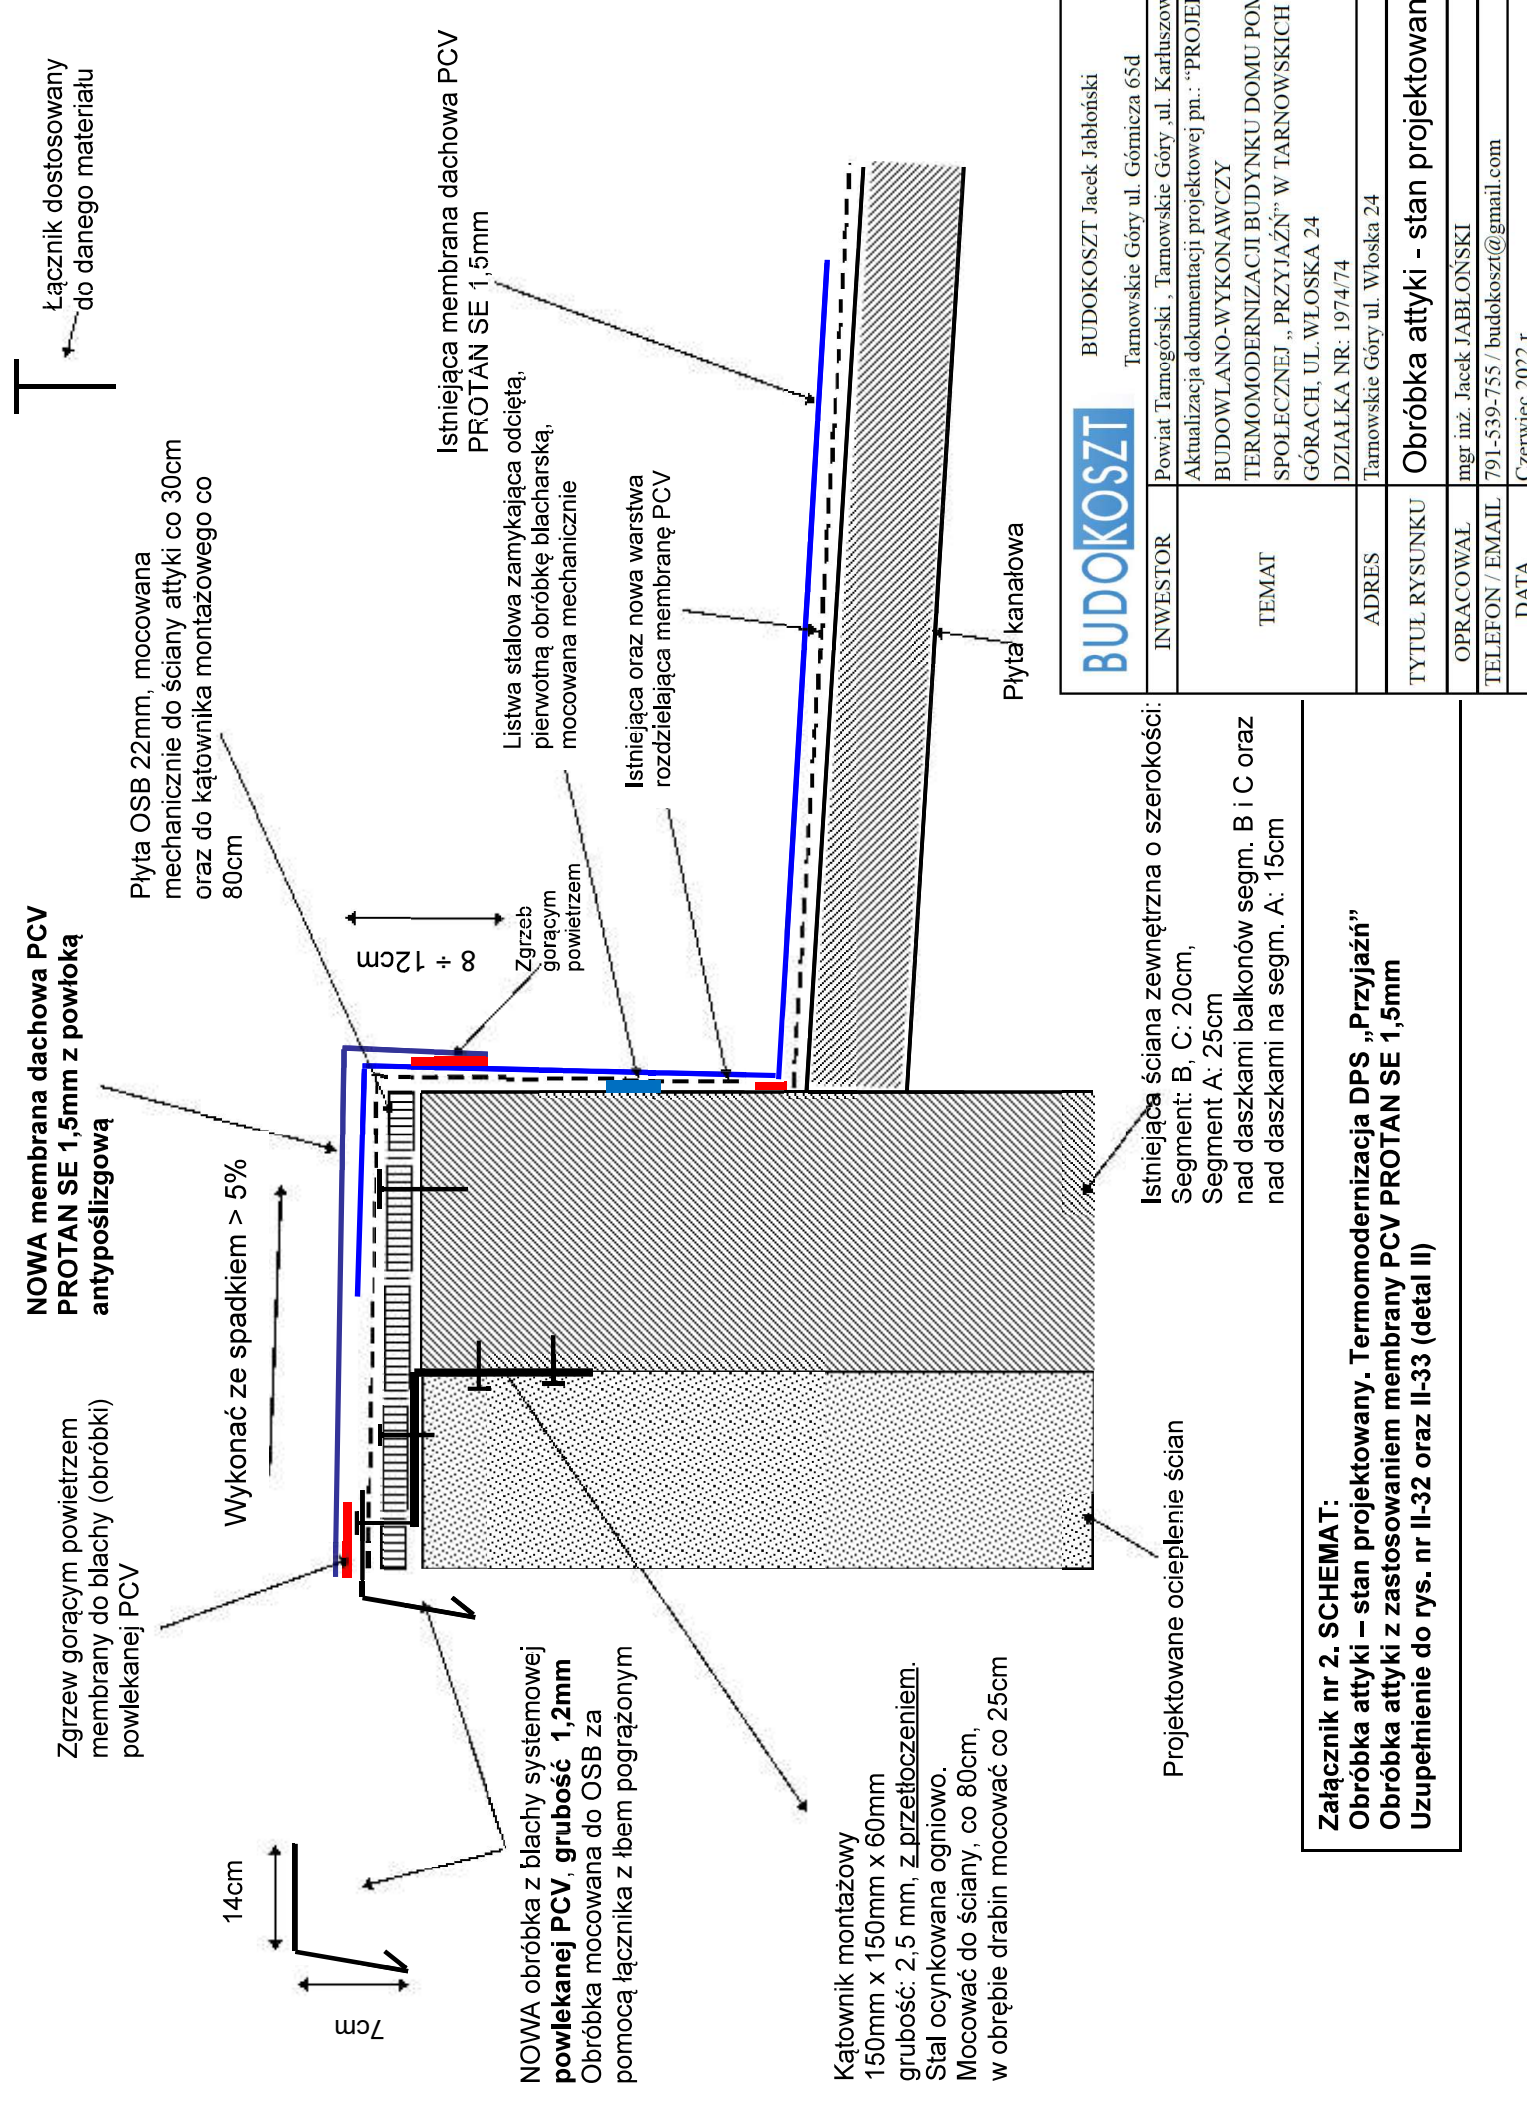 Łącznik dostosowany
do danego materiału
NOWA membrana dachowa PCV
PROTAN SE 1,5mm z powłoką
antypoślizgową
Zgrzew gorącym powietrzem
membrany do blachy (obróbki)
powlekanej PCV
Wykonać ze spadkiem > 5%
Płyta OSB 22mm, mocowana
mechanicznie do ściany attyki co 30cm
oraz do kątownika montażowego co
80cm
Istniejąca membrana dachowa PCV
PROTAN SE 1,5mm
Listwa stalowa zamykająca odciętą,
pierwotną obróbkę blacharską,
mocowana mechanicznie
Istniejąca oraz nowa warstwa
rozdzielająca membranę PCV
8 ÷ 12cm
Zgrzeb
gorącym
powietrzem
14cm
7cm
NOWA obróbka z blachy systemowej
powlekanej PCV, grubość 1,2mm
Obróbka mocowana do OSB za
pomocą łącznika z łbem pogrążonym
Kątownik montażowy
150mm x 150mm x 60mm
grubość: 2,5 mm, z przetłoczeniem.
Stal ocynkowana ogniowo.
Mocować do ściany, co 80cm,
w obrębie drabin mocować co 25cm
Płyta kanałowa
Projektowane ocieplenie ścian
Istniejąca ściana zewnętrzna o szerokości:
Segment: B, C: 20cm,
Segment A: 25cm
nad daszkami balkonów segm. B i C oraz
nad daszkami na segm. A: 15cm
Załącznik nr 2. SCHEMAT:
Obróbka attyki – stan projektowany. Termomodernizacja DPS „Przyjaźń”
Obróbka attyki z zastosowaniem membrany PCV PROTAN SE 1,5mm
Uzupełnienie do rys. nr II-32 oraz II-33 (detal II)
BUDOKOSZT
BUDOKOSZT Jacek Jabłoński
Tarnowskie Góry ul. Górnicza 65d
INWESTOR
Powiat Tarnogórski , Tarnowskie Góry ,ul. Karłuszow
TEMAT
Aktualizacja dokumentacji projektowej pn.: “PROJE
BUDOWLANO-WYKONAWCZY
TERMOMODERNIZACJI BUDYNKU DOMU POM
SPOŁECZNEJ „ PRZYJAŹŃ” W TARNOWSKICH
GÓRACH, UL.WŁOSKA 24
DZIAŁKA NR: 1974/74
ADRES
Tarnowskie Góry ul. Włoska 24
TYTUŁ RYSUNKU
Obróbka attyki - stan projektowan
OPRACOWAŁ
mgr inż. Jacek JABŁOŃSKI
TELEFON / EMAIL
791-539-755 / budokoszt@gmail.com
DATA
Czerwiec 2022 r